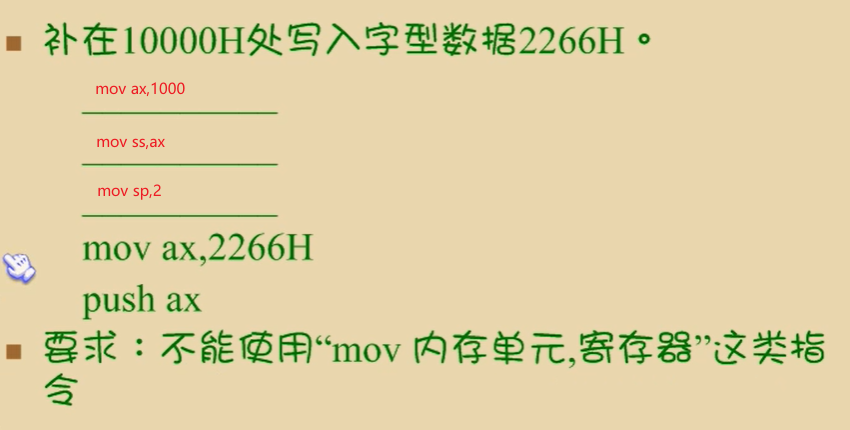 补在10000H处写入字型数据2266H。
mov ax,1000
mov ss,ax
mov sp,2
mov ax,2266H
push ax
要求：不能使用“mov 内存单元,寄存器”这类指
令